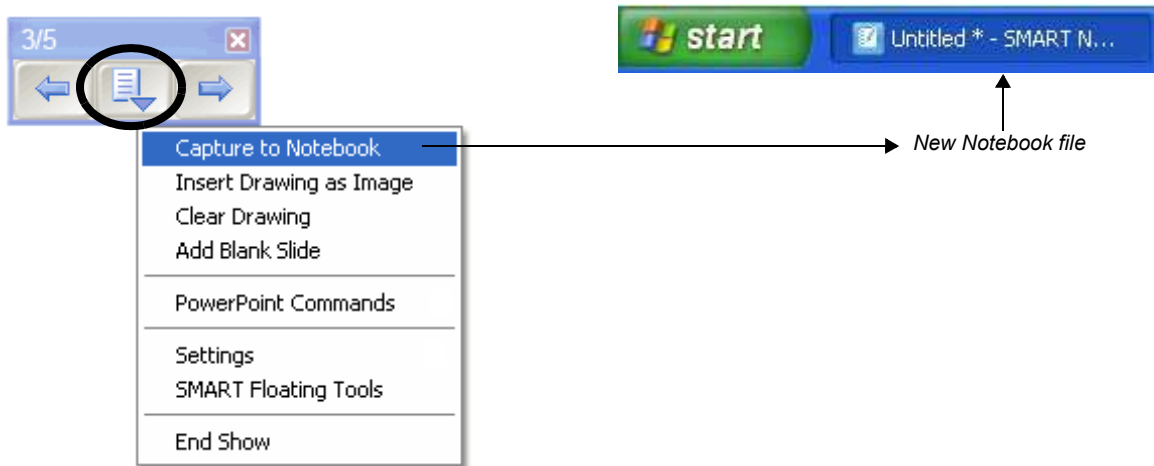 3/5
start
Untitled * - SMART N...
New Notebook file
Capture to Notebook
Insert Drawing as Image
Clear Drawing
Add Blank Slide
PowerPoint Commands
Settings
SMART Floating Tools
End Show